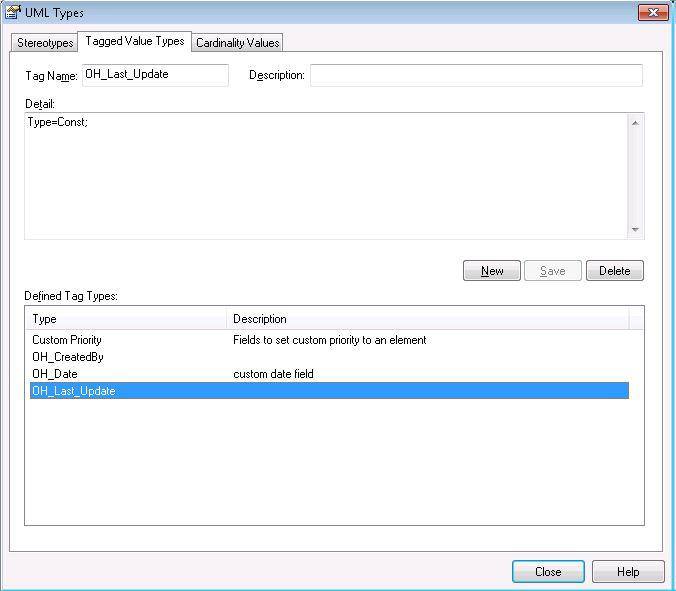 UML Types
Stereotypes Tagged Value Types Cardinality Values
Tag Name: OH_Last_Update Description:
Detail:
Type=Const;
New Save Delete
Defined Tag Types:
Type Description
Custom Priority Fields to set custom priority to an element
OH_CreatedBy
OH_Date custom date field
OH_Last_Update
Close Help